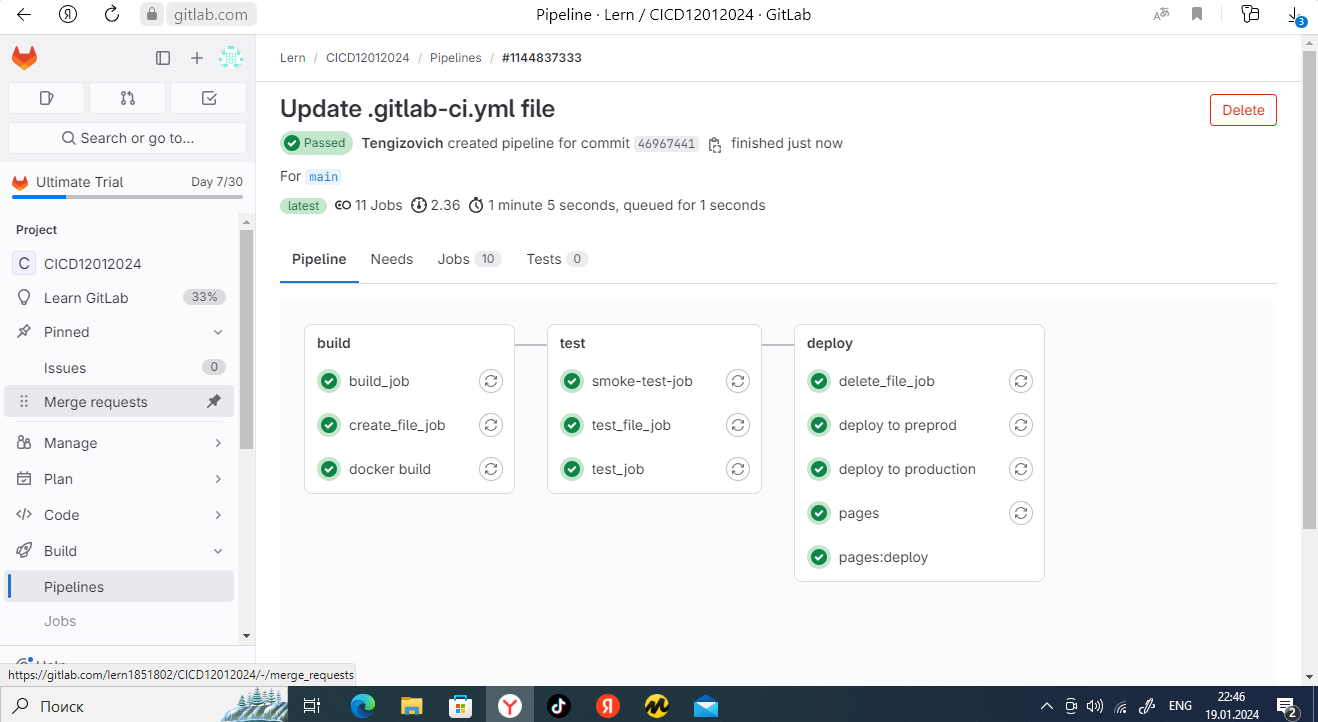 gitlab.com
Pipeline · Lern / CICD12012024 · GitLab
3
Lern / CICD12012024 / Pipelines / #1144837333
Search or go to...
Ultimate Trial Day 7/30
Project
C CICD12012024
Learn GitLab 33%
Pinned
Issues 0
Merge requests
Manage
Plan
Code
Build
Pipelines
Jobs
Help
Update .gitlab-ci.yml file
Delete
Passed Tengizovich created pipeline for commit 46967441 finished just now
For main
latest 11 Jobs 2.36 1 minute 5 seconds, queued for 1 seconds
Pipeline Needs Jobs 10 Tests 0
build
build_job
create_file_job
docker build
test
smoke-test-job
test_file_job
test_job
deploy
delete_file_job
deploy to preprod
deploy to production
pages
pages:deploy
https://gitlab.com/lern1851802/CICD12012024/-/merge_requests
Поиск
ENG
22:46
19.01.2024
2